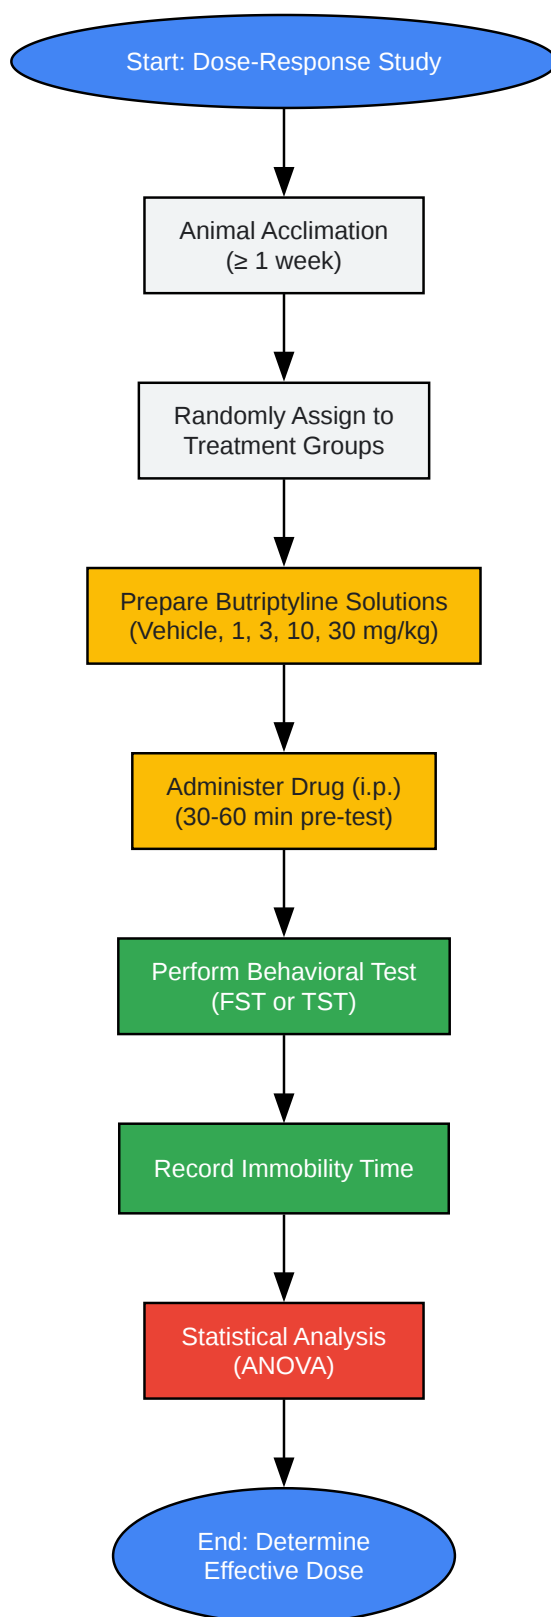 Start: Dose-Response Study
Animal Acclimation
(≥ 1 week)
Randomly Assign to
Treatment Groups
Prepare Butriptyline Solutions
(Vehicle, 1, 3, 10, 30 mg/kg)
Administer Drug (i.p.)
(30-60 min pre-test)
Perform Behavioral Test
(FST or TST)
Record Immobility Time
Statistical Analysis
(ANOVA)
End: Determine
Effective Dose